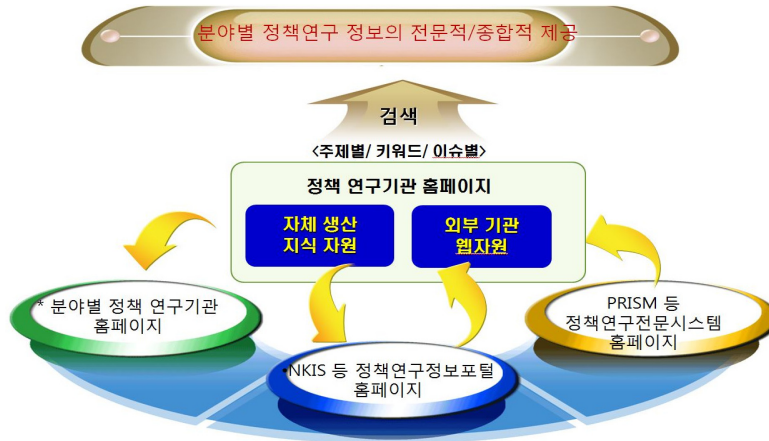 분야별 정책연구 정보의 전문적/종합적 제공
검색
<주제별/ 키워드/ 이슈별>
정책 연구기관 홈페이지
자체 생산
지식 자원
외부 기관
웹자원
* 분야별 정책 연구기관
홈페이지
PRISM 등
정책연구전문시스템
홈페이지
•NKIS 등 정책연구정보포털
홈페이지